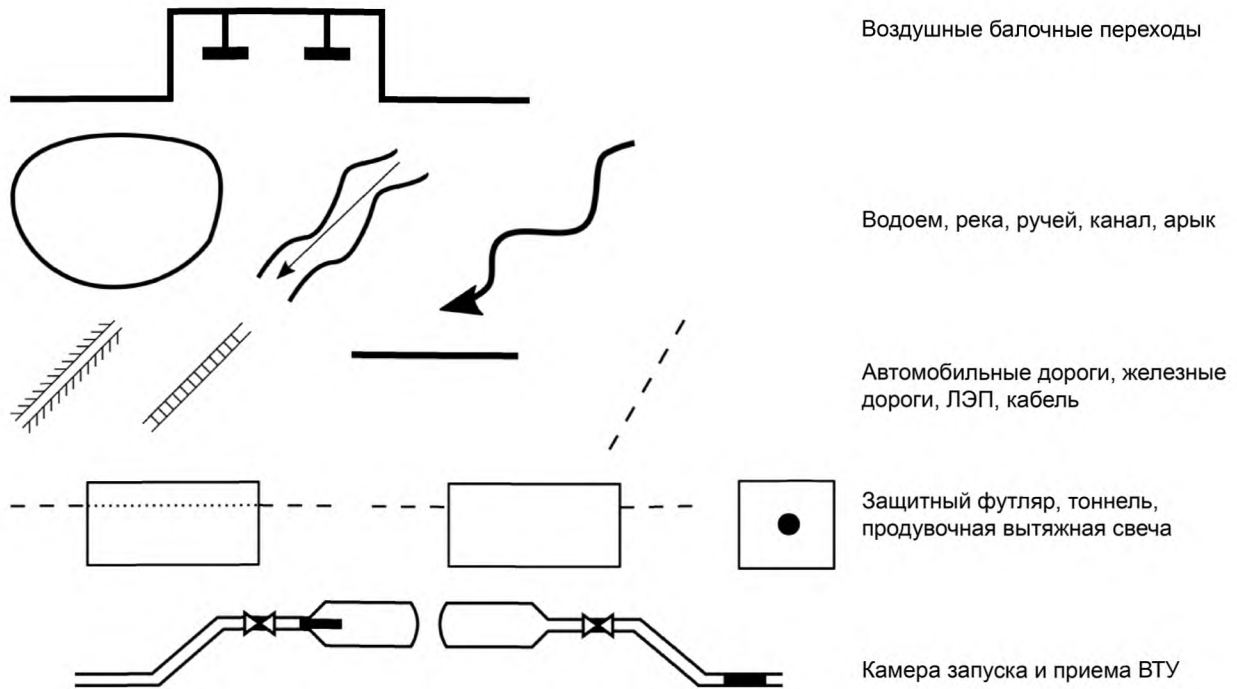 Воздушные балочные переходы
Водоем, река, ручей, канал, арык
Автомобильные дороги, железные
дороги, ЛЭП, кабель
Защитный футляр, тоннель,
продувочная вытяжная свеча
Камера запуска и приема ВТУ